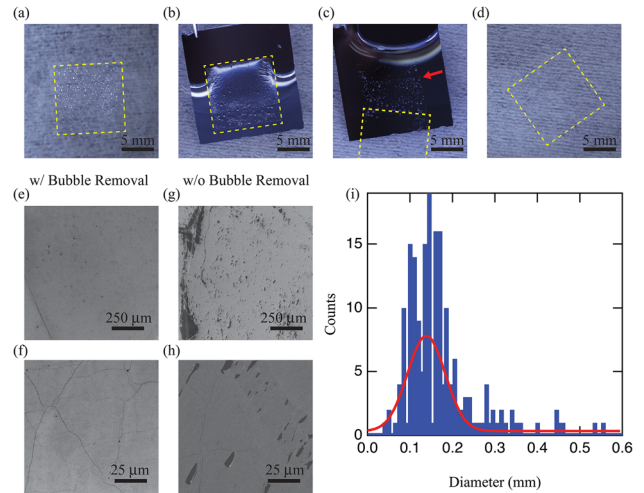 (a) (b) (c) (d)
5 mm 5 mm 5 mm 5 mm
w/ Bubble Removal w/o Bubble Removal
(e) (g) (i)
250 µm 250 µm
(f) (h)
25 µm 25 µm
15
10
5
0
Counts
0.0 0.1 0.2 0.3 0.4 0.5 0.6
Diameter (mm)